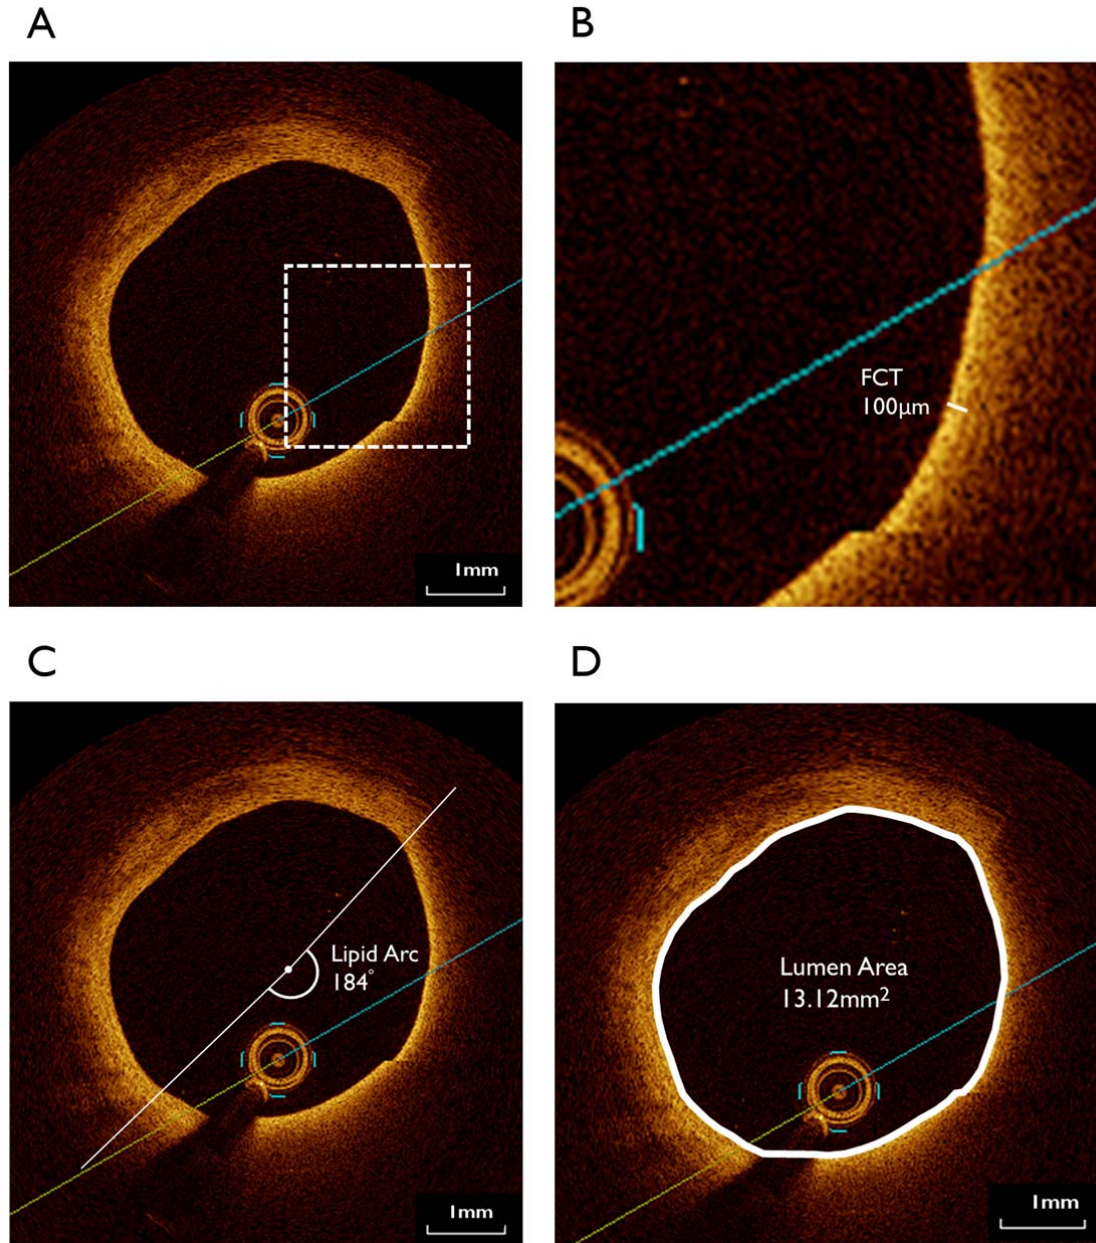 A
B
1mm
FCT
100μm
C
D
Lipid Arc
184°
1mm
Lumen Area
13.12mm²
1mm